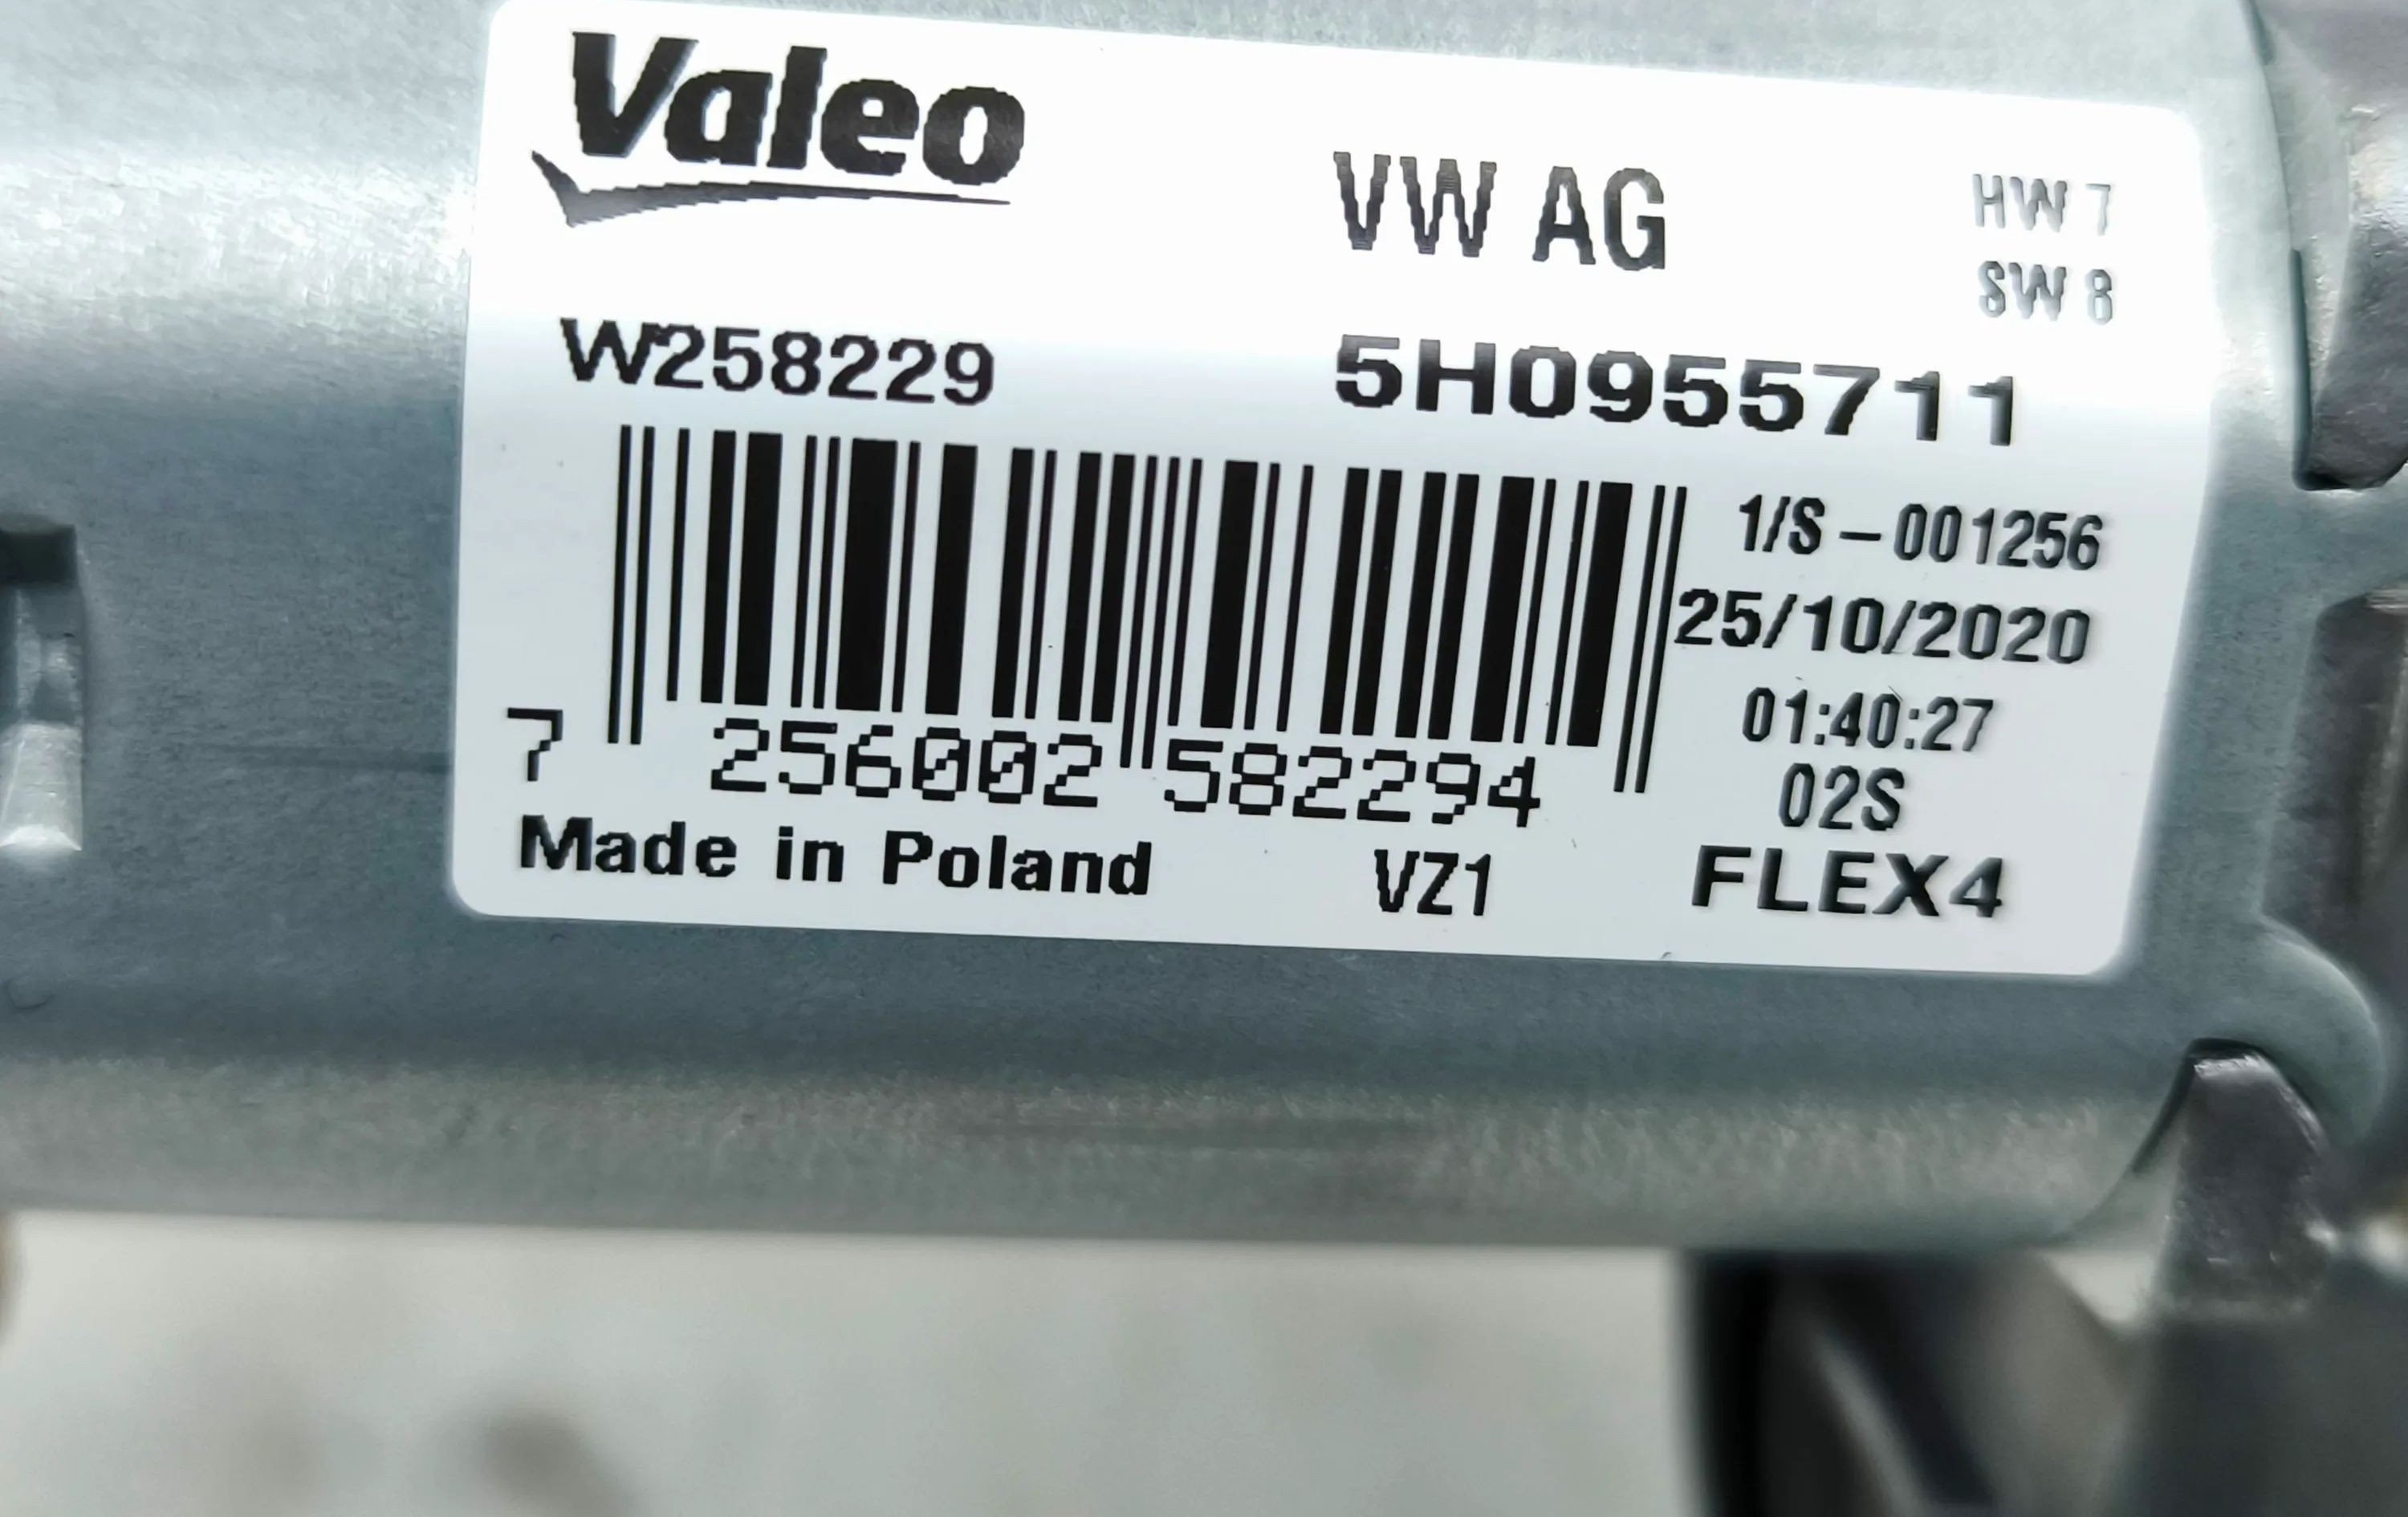 Valeo
VW AG
HW 7
SW 8
W258229
5H0955711
1/S – 001256
25/10/2020
01:40:27
02S
7 256002 582294
Made in Poland
VZ1
FLEX4